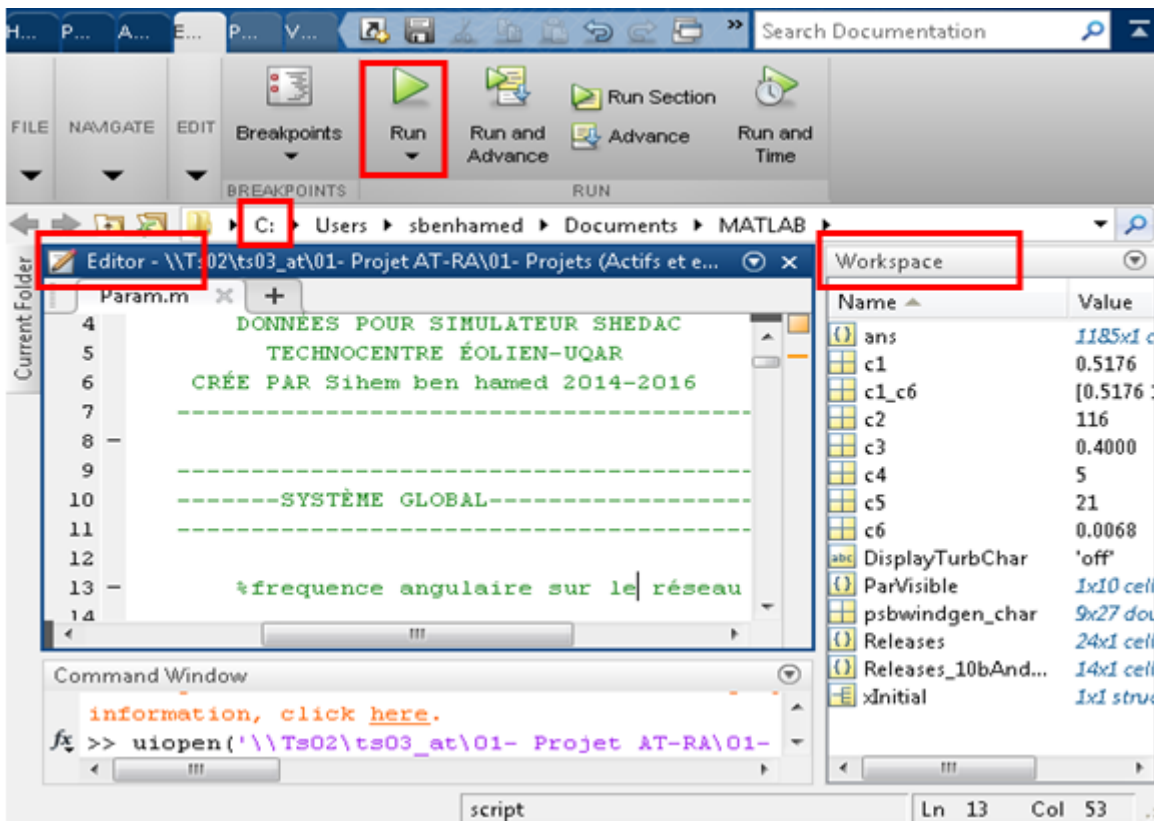 H... P... A... E... P... V... » Search Documentation
FILE NAVIGATE EDIT Breakpoints Run Run and Advance Run Section Advance Run and Time
BREAKPOINTS RUN
C: Users sbenhamed Documents MATLAB
Current Folder
Editor - \\Ts02\ts03_at\01- Projet AT-RA\01- Projets (Actifs et e...
Param.m
4 DONNÉES POUR SIMULATEUR SHEDAC
5 TECHNOCENTRE ÉOLIEN-UQAR
6 CRÉE PAR Sihem ben hamed 2014-2016
7 ----------------------------------------
8 –
9 ----------------------------------------
10 -------SYSTÈME GLOBAL------------------
11 ----------------------------------------
12
13 – %frequence angulaire sur le réseau
14
Command Window
information, click here.
fx >> uiopen('\\Ts02\ts03_at\01- Projet AT-RA\01-
Workspace
Name Value
ans 1185x1 c
c1 0.5176
c1_c6 [0.5176
c2 116
c3 0.4000
c4 5
c5 21
c6 0.0068
abc DisplayTurbChar 'off'
ParVisible 1x10 cell
psbwindgen_char 9x27 dou
Releases 24x1 cell
Releases_10bAnd... 14x1 cell
xInitial 1x1 struc
script Ln 13 Col 53